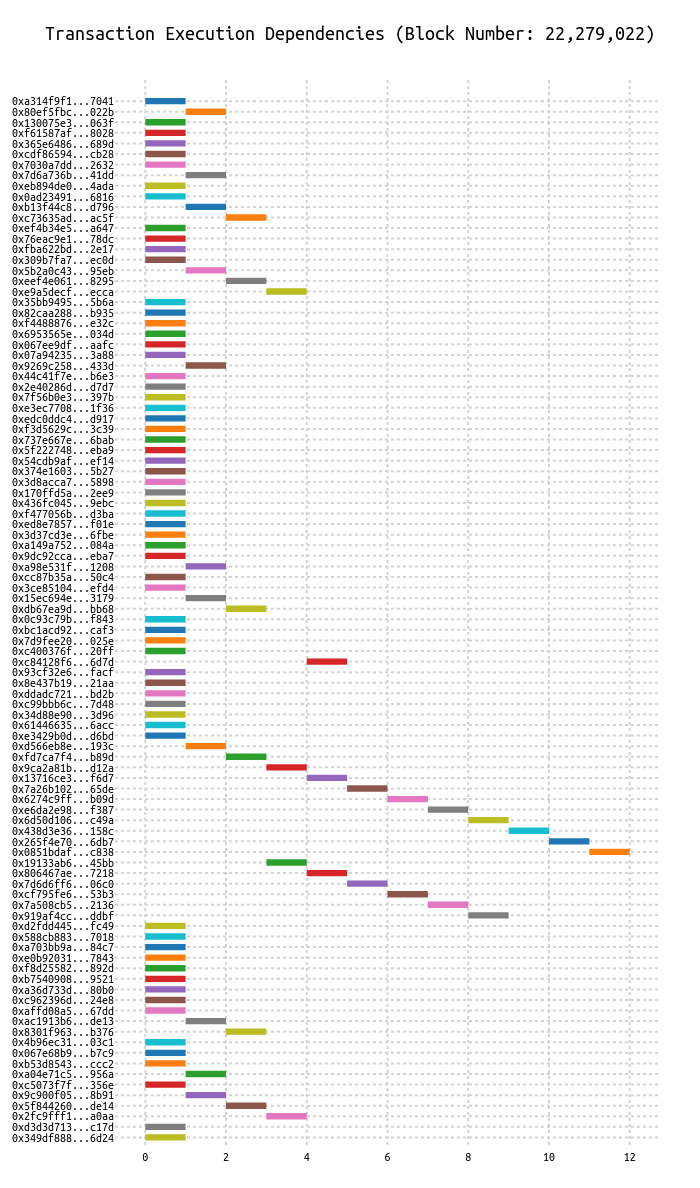 Transaction Execution Dependencies (Block Number: 22,279,022)
0xa314f9f1...7041
0x80ef5fbc...022b
0x130075e3...063f
0xf61587af...8028
0x365e6486...689d
0xcdf86594...cb28
0x7030a7dd...2632
0x7d6a736b...41dd
0xeb894de0...4ada
0x0ad23491...6816
0xb13f44c8...d796
0xc73635ad...ac5f
0xef4b34e5...a647
0x76eac9e1...78dc
0xfba622bd...2e17
0x309b7fa7...ec0d
0x5b2a0c43...95eb
0xeef4e061...8295
0xe9a5decf...ecca
0x35bb9495...5b6a
0x82caa288...b935
0xf4488876...e32c
0x6953565e...034d
0x067ee9df...aafc
0x07a94235...3a88
0x9269c258...433d
0x44c41f7e...b6e3
0x2e40286d...d7d7
0x7f56b0e3...397b
0xe3ec7708...1f36
0xedc0ddc4...d917
0xf3d5629c...3c39
0x737e667e...6bab
0x5f222748...eba9
0x54cdb9af...ef14
0x374e1603...5b27
0x3d8acca7...5898
0x170ffd5a...2ee9
0x436fc045...9ebc
0xf477056b...d3ba
0xed8e7857...f01e
0x3d37cd3e...6fbe
0xa149a752...084a
0x9dc92cca...eba7
0xa98e531f...1208
0xcc87b35a...50c4
0x3ce85104...efd4
0x15ec694e...3179
0xdb67ea9d...bb68
0x0c93c79b...f843
0xbc1acd92...caf3
0x7d9fee20...025e
0xc400376f...20ff
0xc84128f6...6d7d
0x93cf32e6...facf
0x8e437b19...21aa
0xddadc721...bd2b
0xc99bbb6c...7d48
0x34d88e90...3d96
0x61446635...6acc
0xe3429b0d...d6bd
0xd566eb8e...193c
0xfd7ca7f4...b89d
0x9ca2a81b...d12a
0x13716ce3...f6d7
0x7a26b102...65de
0x6274c9ff...b09d
0xe6da2e98...f387
0x6d50d106...c49a
0x438d3e36...158c
0x265f4e70...6db7
0x0851bdaf...c838
0x19133ab6...45bb
0x806467ae...7218
0x7d6d6ff6...06c0
0xcf795fe6...53b3
0x7a508cb5...2136
0x919af4cc...ddbf
0xd2fdd445...fc49
0x588cb883...7018
0xa703bb9a...84c7
0xe0b92031...7843
0xf8d25582...892d
0xb7540908...9521
0xa36d733d...80b0
0xc962396d...24e8
0xaffd08a5...67dd
0xac1913b6...de13
0x8301f963...b376
0x4b96ec31...03c1
0x067e68b9...b7c9
0xb53d8543...ccc2
0xa04e71c5...956a
0xc5073f7f...356e
0x9c900f05...8b91
0x5f844260...de14
0x2fc9fff1...a0aa
0xd3d3d713...c17d
0x349df888...6d24
0 2 4 6 8 10 12